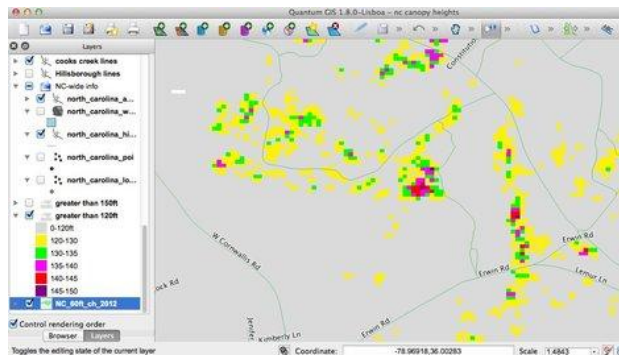 Quantum GIS 1.8.0-Lisboa – nc canopy heights
Layers
cooks creek lines
Hillsborough lines
NC-wide info
north_carolina_a...
north_carolina_w...
north_carolina_hi...
north_carolina_poi
north_carolina_lo...
greater than 150ft
greater than 120ft
0-120ft
120-130
130-135
135-140
140-145
145-150
NC_60ft_ch_2012
Control rendering order
Browser Layers
Constitutio
W Cornwallis Rd
ock Rd
Jenifer
Kimberly Ln
Erwin Rd
Erwin Rd
Erwin Rd
Lemur Ln
Toggles the editing state of the current layer
Coordinate: -78.96918,36.00283 Scale 1:4843